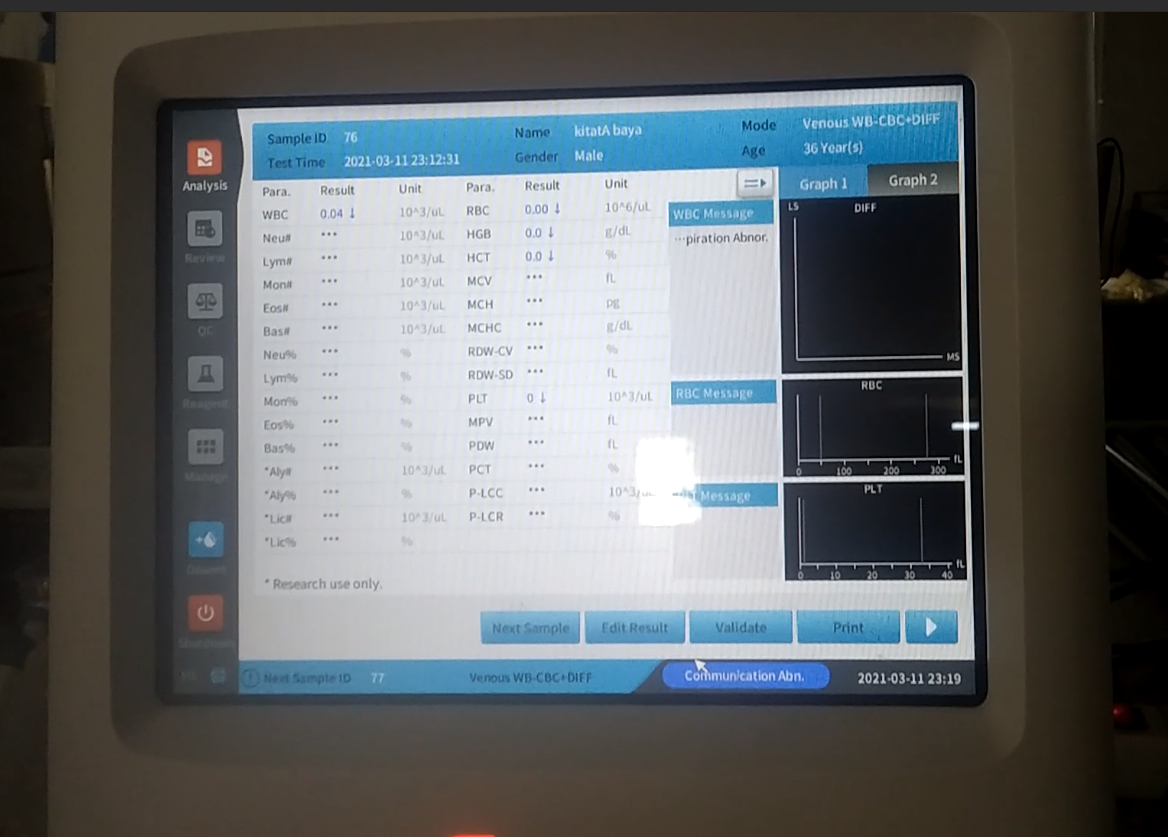 Sample ID 76 Name kitatA baya Mode Venous WB-CBC+DIFF
Test Time 2021-03-11 23:12:31 Gender Male Age 36 Year(s)
Analysis
Review
QC
Reagent
Manage
Shutdown
Para. Result Unit Para. Result Unit
WBC 0.04 ↓ 10^3/uL RBC 0.00 ↓ 10^6/uL
Neu# *** 10^3/uL HGB 0.0 ↓ g/dL
Lym# *** 10^3/uL HCT 0.0 ↓ %
Mon# *** 10^3/uL MCV *** fL
Eos# *** 10^3/uL MCH *** pg
Bas# *** 10^3/uL MCHC *** g/dL
Neu% *** % RDW-CV *** %
Lym% *** % RDW-SD *** fL
Mon% *** % PLT 0 ↓ 10^3/uL
Eos% *** % MPV *** fL
Bas% *** % PDW *** fL
*Aly# *** 10^3/uL PCT *** %
*Aly% *** % P-LCC *** 10^3/
*Lic# *** 10^3/uL P-LCR *** %
*Lic% *** %
* Research use only.
WBC Message
···piration Abnor.
RBC Message
Message
Graph 1 Graph 2
LS DIFF
MS
RBC
0 100 200 300 fL
PLT
0 10 20 30 40 fL
Next Sample Edit Result Validate Print
Next Sample ID 77 Venous WB-CBC+DIFF Communication Abn. 2021-03-11 23:19